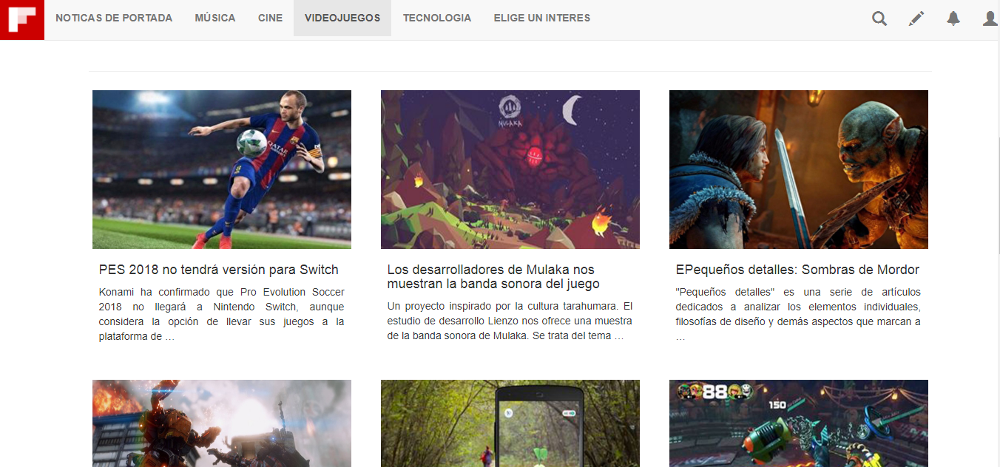 NOTICAS DE PORTADA MÚSICA CINE VIDEOJUEGOS TECNOLOGIA ELIGE UN INTERES
QATAR
8
MULAKA
PES 2018 no tendrá versión para Switch
Konami ha confirmado que Pro Evolution Soccer
2018 no llegará a Nintendo Switch, aunque
considera la opción de llevar sus juegos a la
plataforma de …
Los desarrolladores de Mulaka nos
muestran la banda sonora del juego
Un proyecto inspirado por la cultura tarahumara. El
estudio de desarrollo Lienzo nos ofrece una muestra
de la banda sonora de Mulaka. Se trata del tema …
EPequeños detalles: Sombras de Mordor
"Pequeños detalles" es una serie de artículos
dedicados a analizar los elementos individuales,
filosofías de diseño y demás aspectos que marcan a
…
88
150